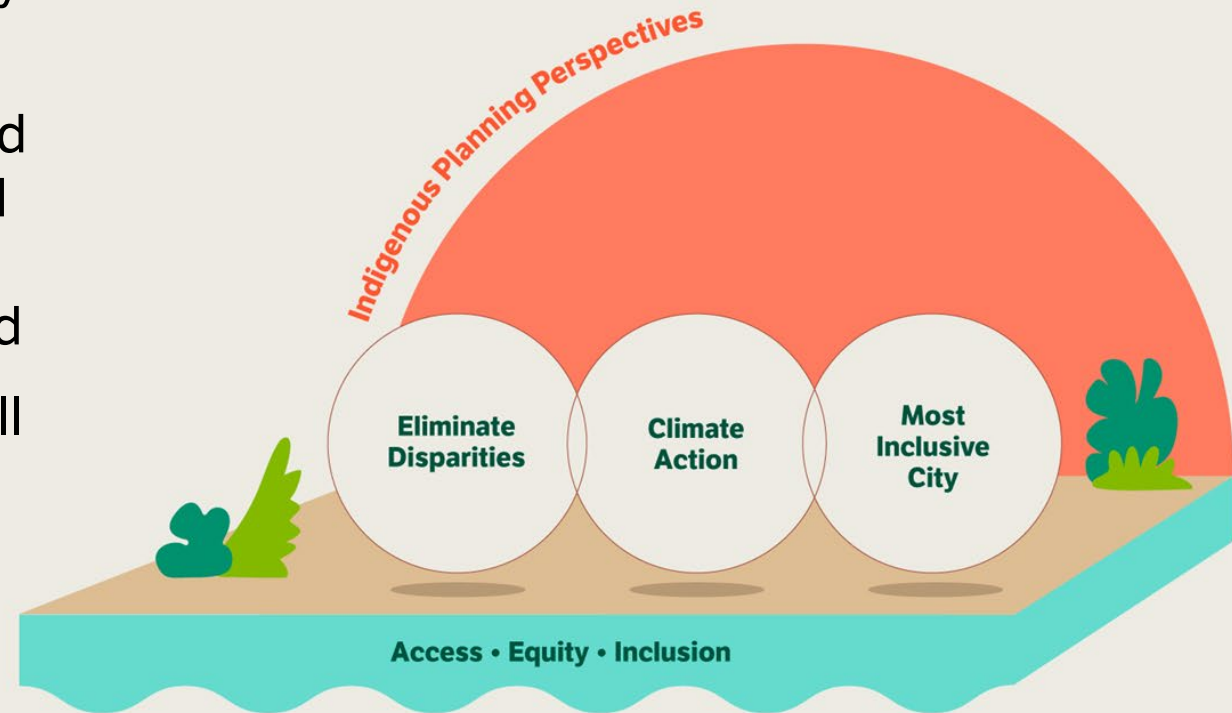 Indigenous Planning Perspectives
Eliminate
Disparities
Climate
Action
Most
Inclusive
City
Access • Equity • Inclusion